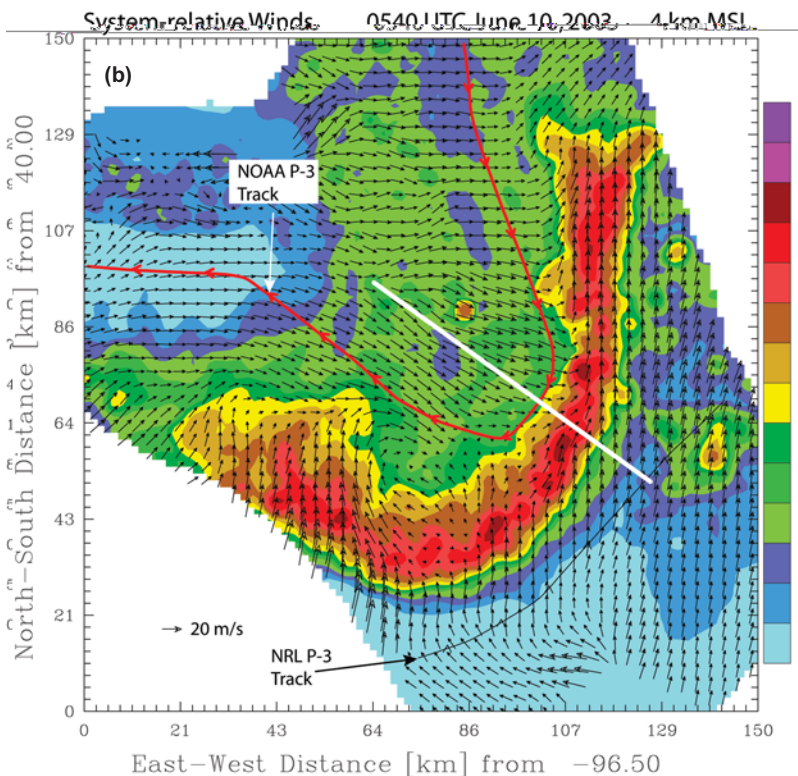 System-relative Winds 0540 UTC June 10, 2003 4 km MSL
(b)
NOAA P-3
Track
20 m/s
NRL P-3
Track
150
129
107
86
64
43
21
0
0 21 43 64 86 107 129 150
North-South Distance [km] from 40.00
East-West Distance [km] from -96.50